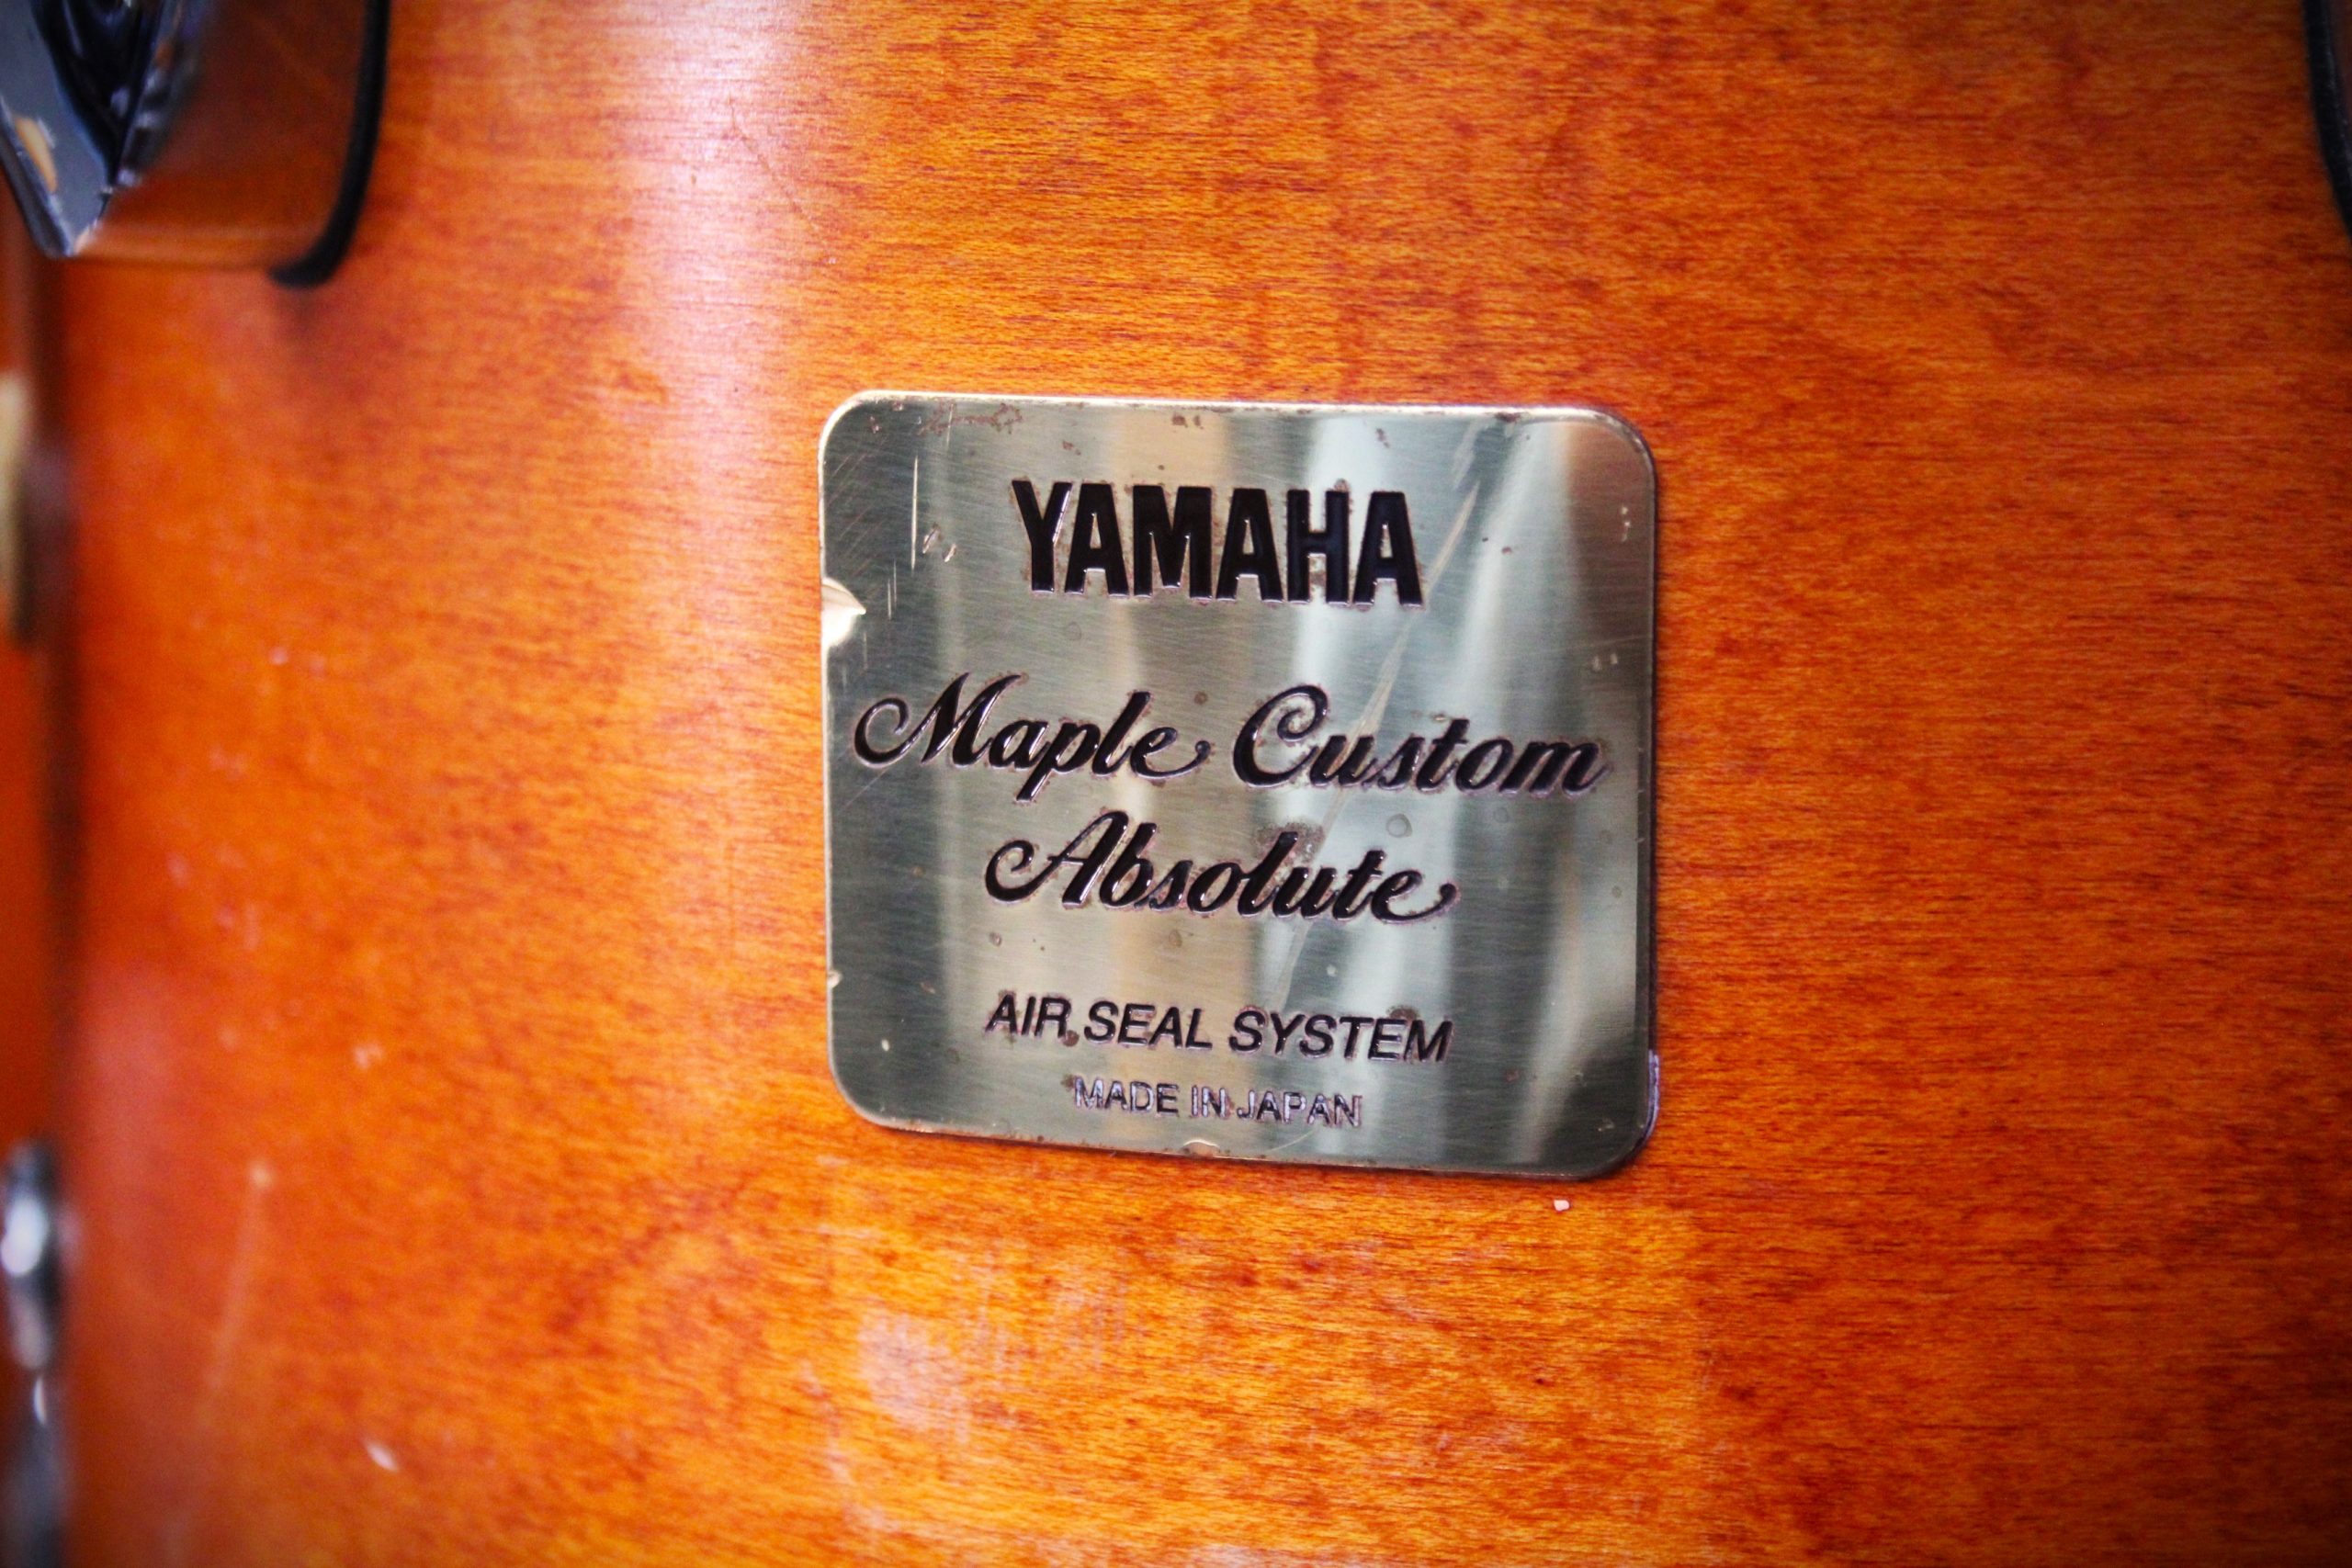 YAMAHA
Maple Custom
Absolute
AIR SEAL SYSTEM
MADE IN JAPAN